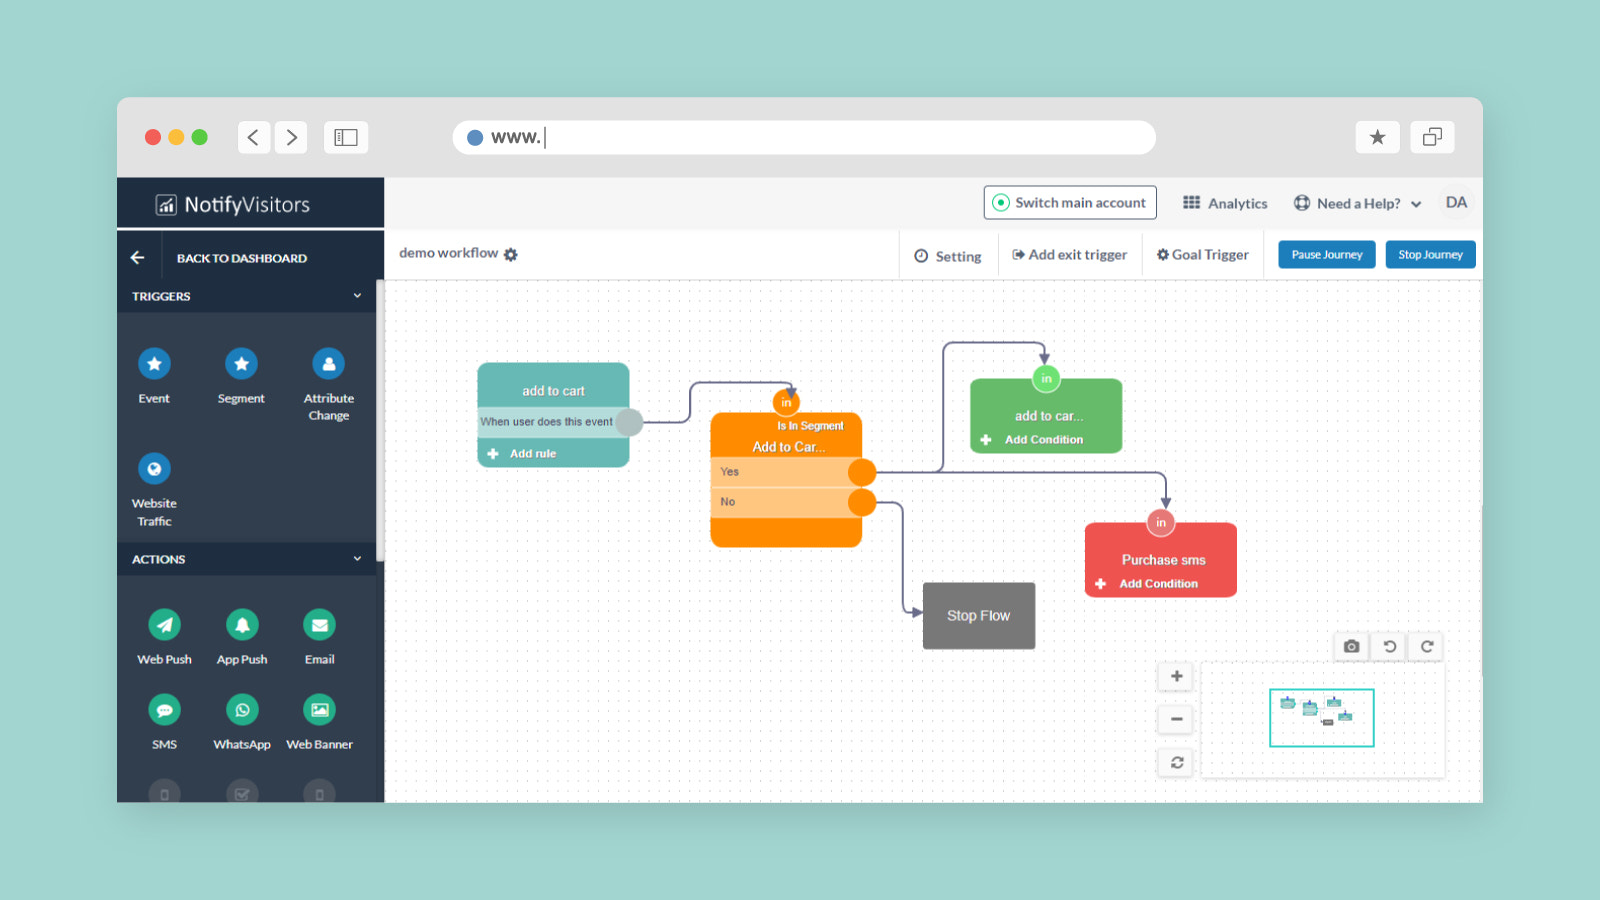 www.
NotifyVisitors
Switch main account
Analytics
Need a Help?
DA
BACK TO DASHBOARD
demo workflow
Setting
Add exit trigger
Goal Trigger
Pause Journey
Stop Journey
TRIGGERS
Event
Segment
Attribute
Change
Website
Traffic
ACTIONS
Web Push
App Push
Email
SMS
WhatsApp
Web Banner
add to cart
When user does this event
Add rule
in
Is In Segment
Add to Car...
Yes
No
in
add to car...
Add Condition
in
Purchase sms
Add Condition
Stop Flow